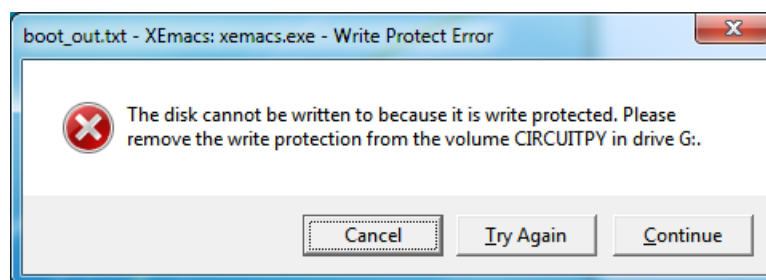 boot_out.txt - XEmacs: xemacs.exe - Write Protect Error
The disk cannot be written to because it is write protected. Please
remove the write protection from the volume CIRCUITPY in drive G:.
Cancel
Try Again
Continue